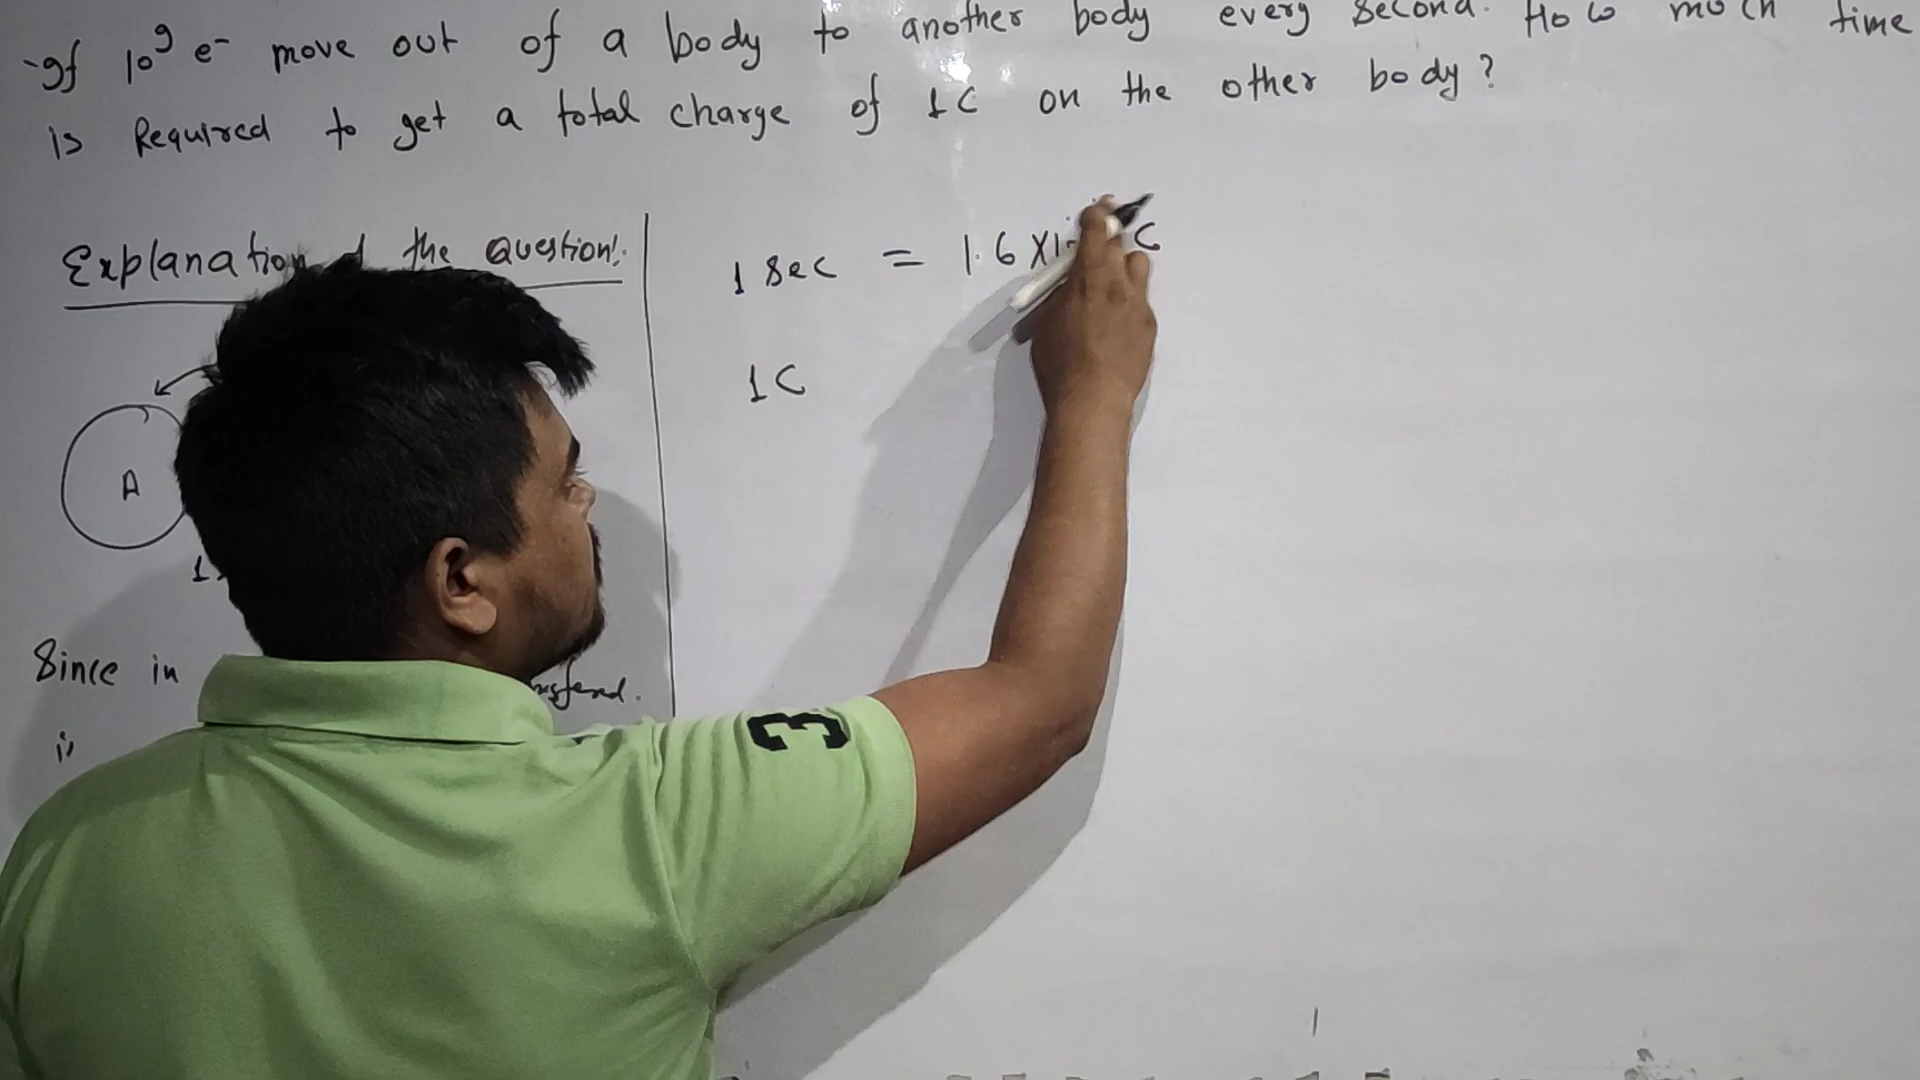 If 10⁹ e⁻ move out of a body to another body every second. How much time
is Required to get a total charge of 1C on the other body?
Explanation the Question:
1 sec = 1.6 X C
1C
A
Since in
3